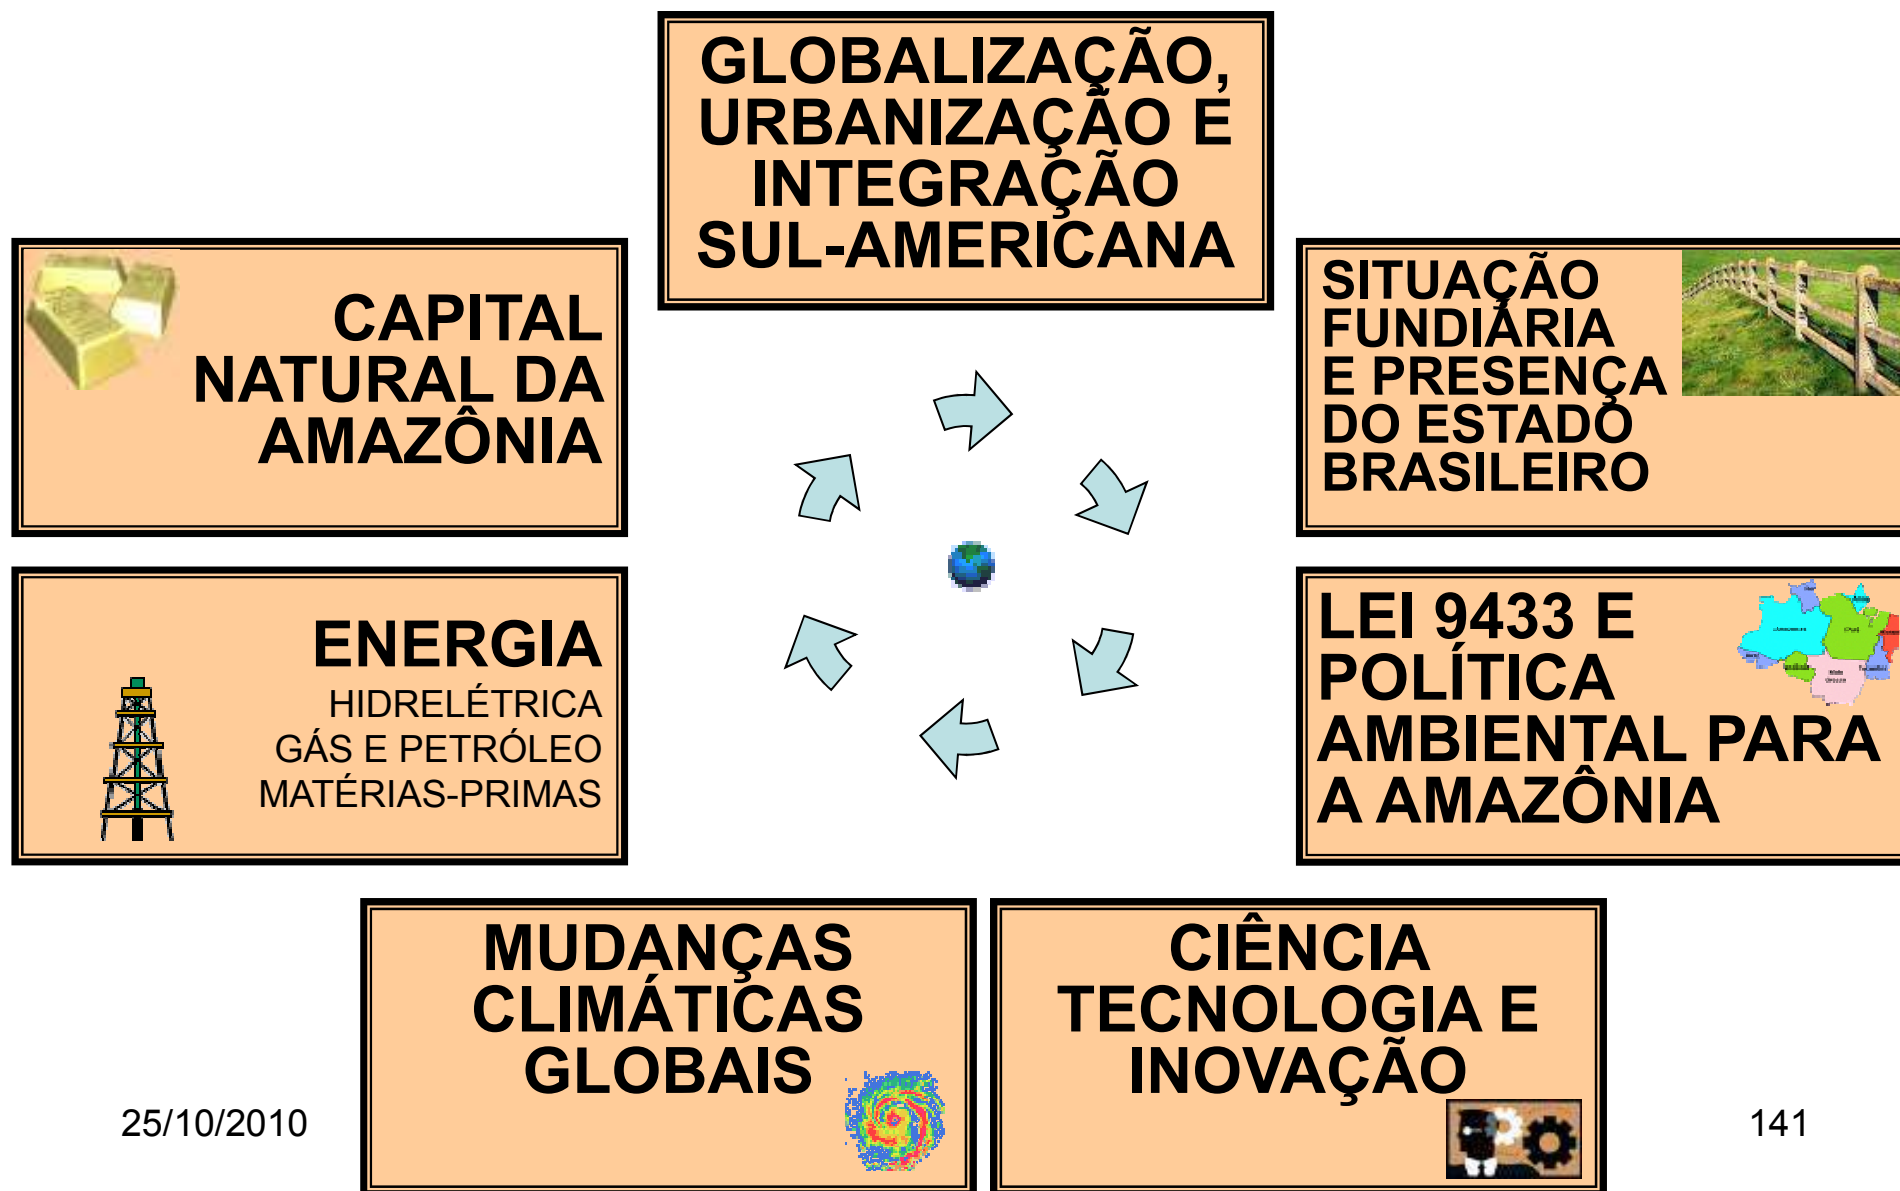 GLOBALIZAÇÃO,
URBANIZAÇÃO E
INTEGRAÇÃO
SUL-AMERICANA
CAPITAL
NATURAL DA
AMAZÔNIA
SITUAÇÃO
FUNDIÁRIA
E PRESENÇA
DO ESTADO
BRASILEIRO
ENERGIA
HIDRELÉTRICA
GÁS E PETRÓLEO
MATÉRIAS-PRIMAS
LEI 9433 E
POLÍTICA
AMBIENTAL PARA
A AMAZÔNIA
MUDANÇAS
CLIMÁTICAS
GLOBAIS
CIÊNCIA
TECNOLOGIA E
INOVAÇÃO
25/10/2010
141